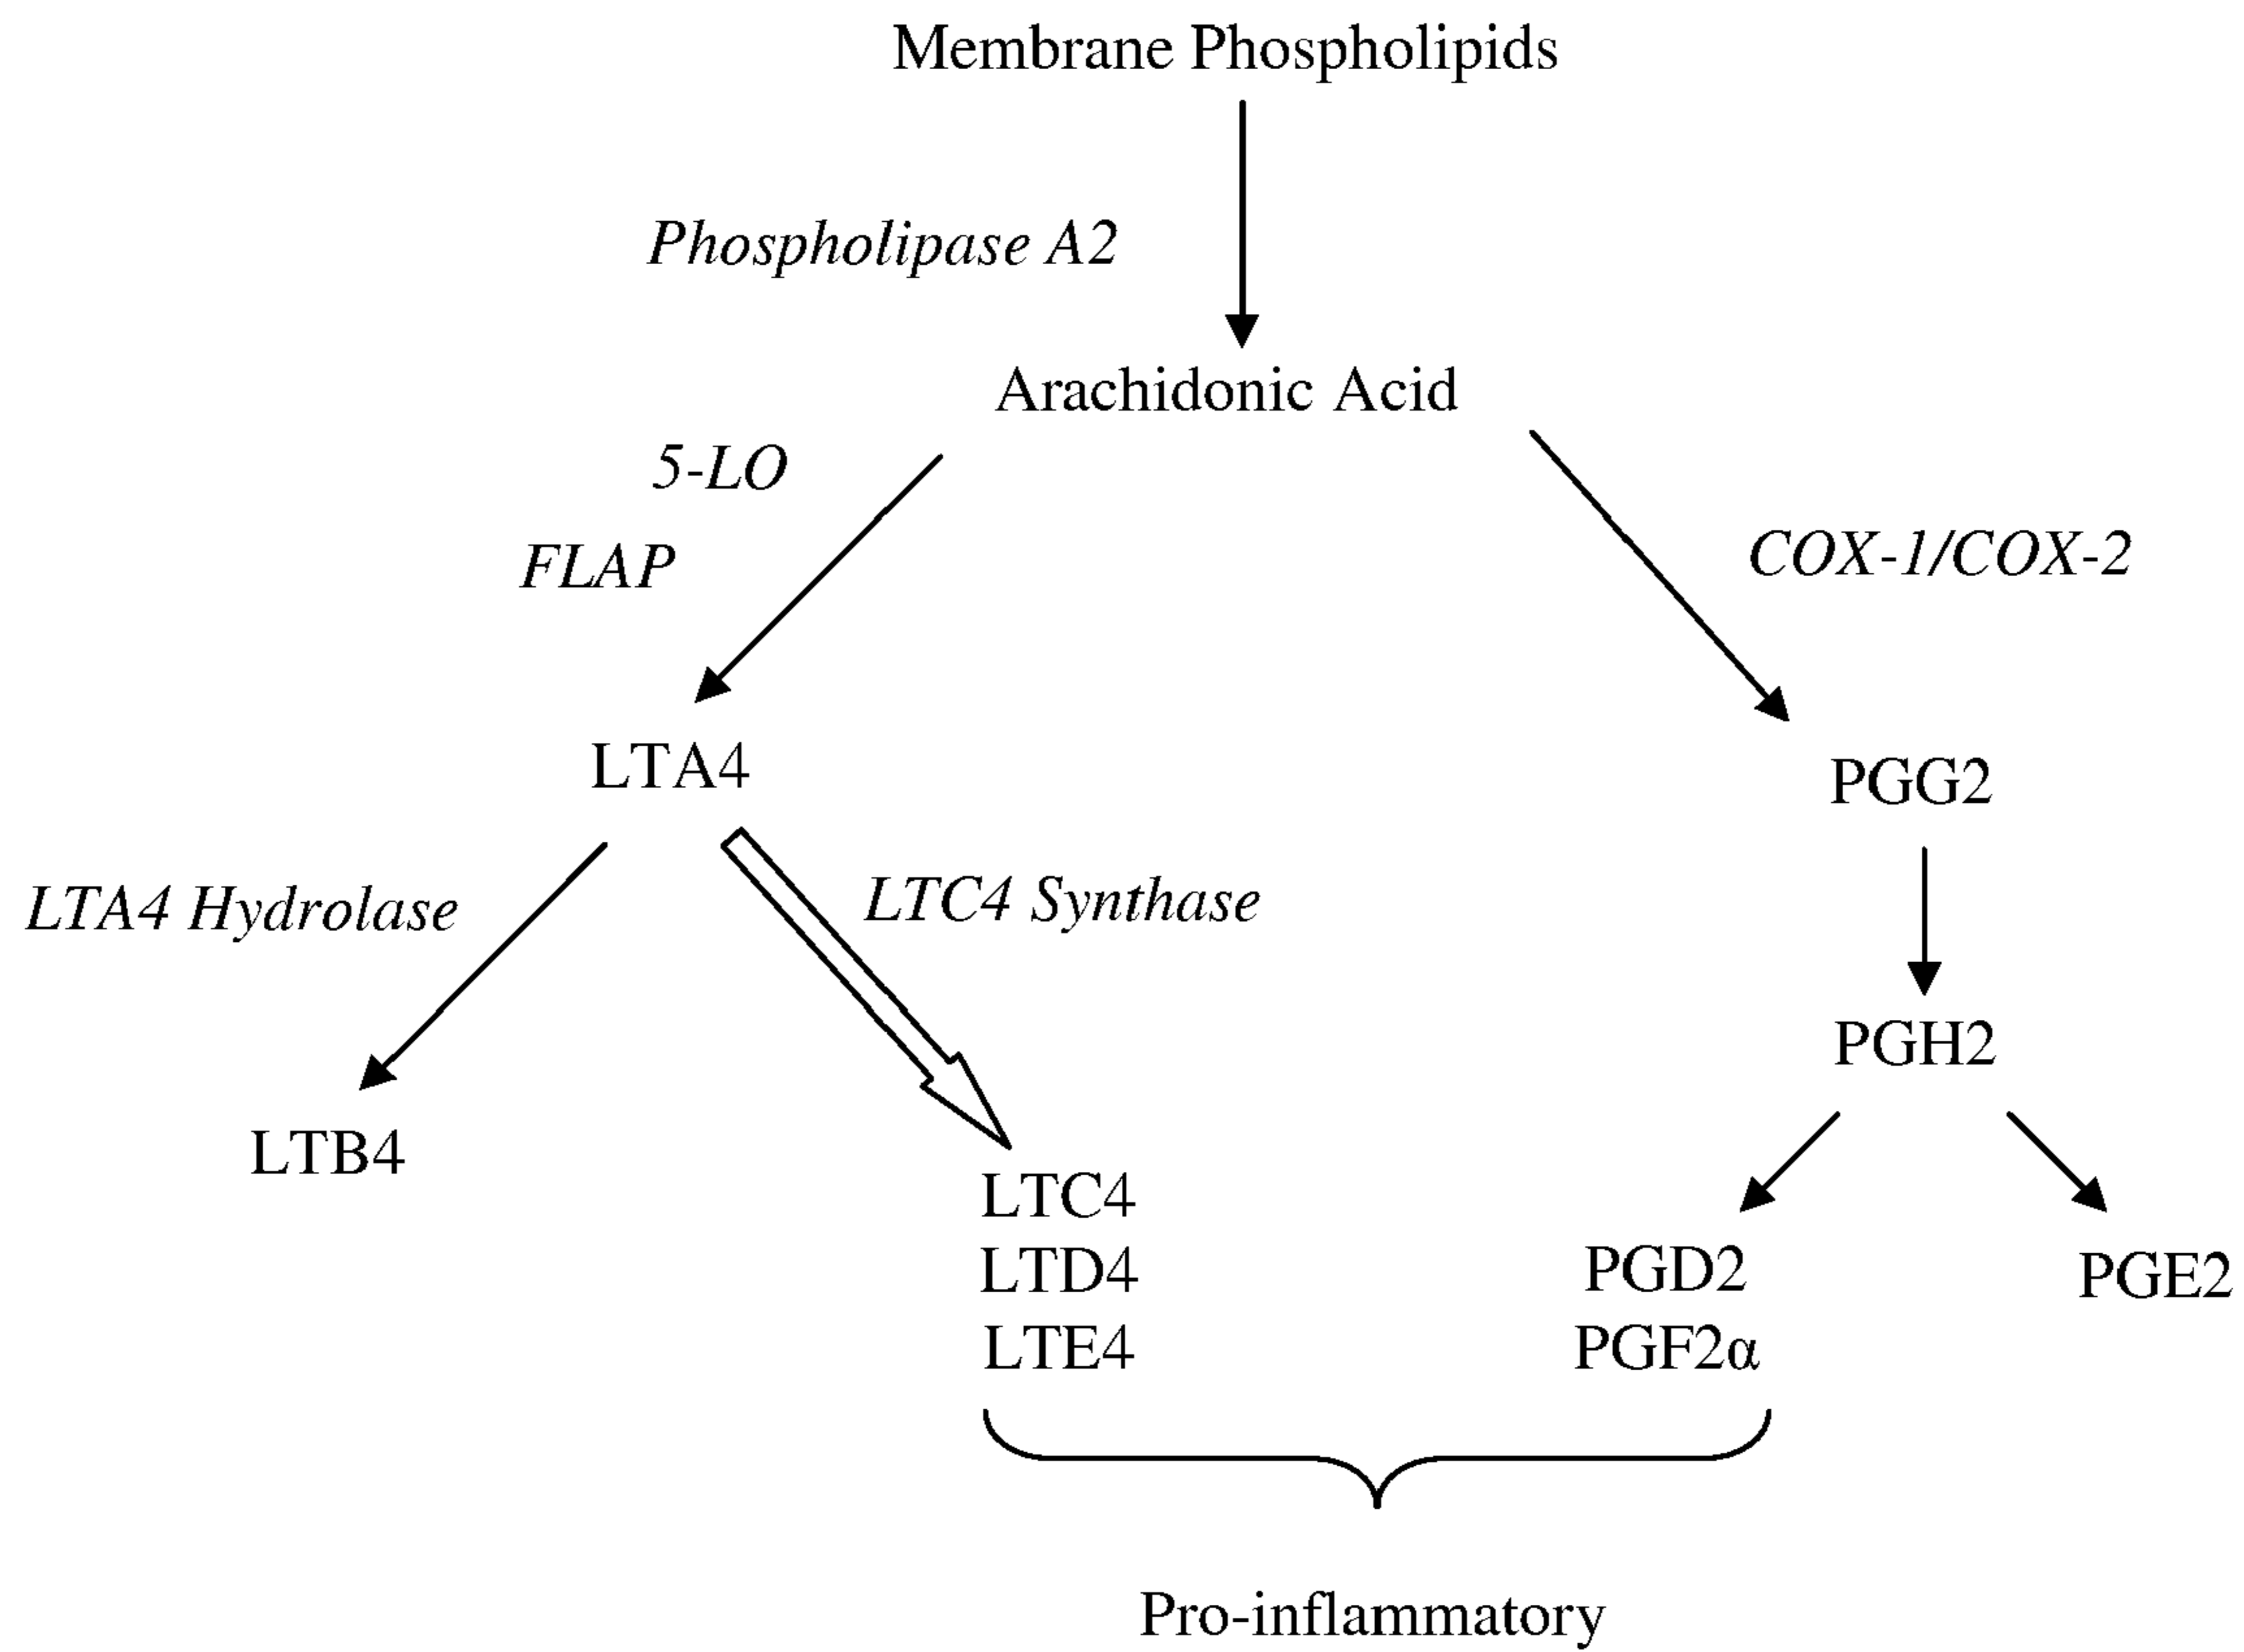 Membrane Phospholipids
Phospholipase A2
Arachidonic Acid
5-LO
FLAP
COX-1/COX-2
LTA4
PGG2
LTA4 Hydrolase
LTC4 Synthase
PGH2
LTB4
LTC4
LTD4
LTE4
PGD2
PGF2α
PGE2
Pro-inflammatory